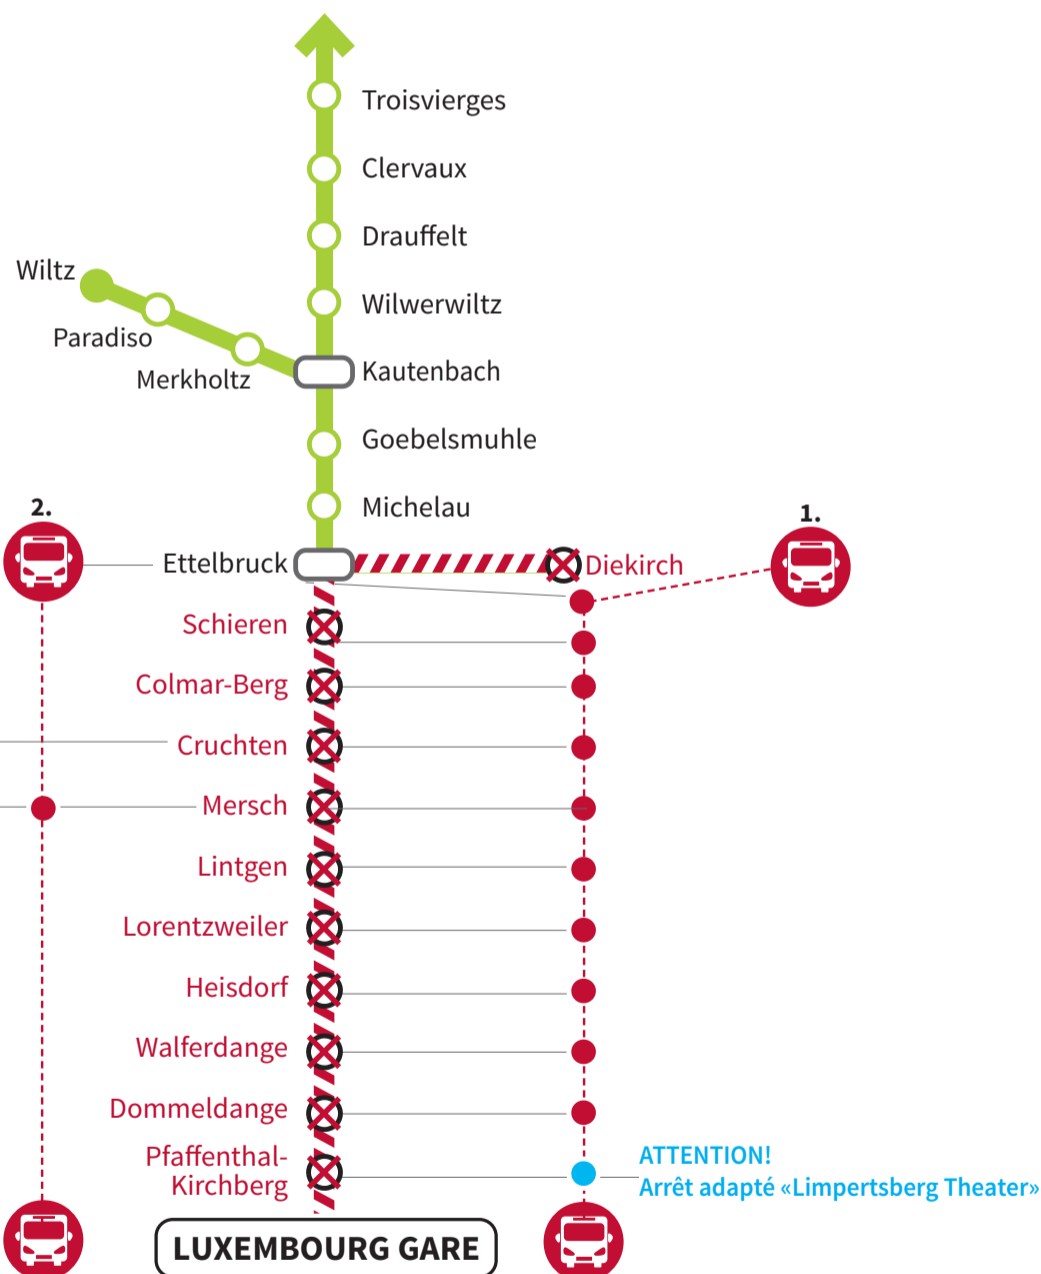 Troisvierges
Clervaux
Drauffelt
Wiltz
Wilwerwiltz
Paradiso
Kautenbach
Merkholtz
Goebelsmuhle
2.
Michelau
1.
Ettelbruck
Diekirch
Schieren
Colmar-Berg
Cruchten
Mersch
Lintgen
Lorentzweiler
Heisdorf
Walferdange
Dommeldange
Pfaffenthal-
Kirchberg
ATTENTION!
Arrêt adapté «Limpertsberg Theater»
LUXEMBOURG GARE